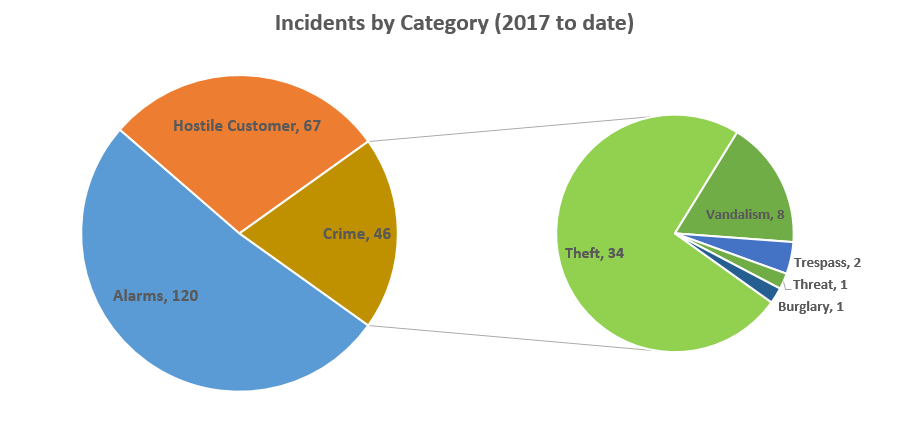 Incidents by Category (2017 to date)
Hostile Customer, 67
Crime, 46
Alarms, 120
Theft, 34
Vandalism, 8
Trespass, 2
Threat, 1
Burglary, 1